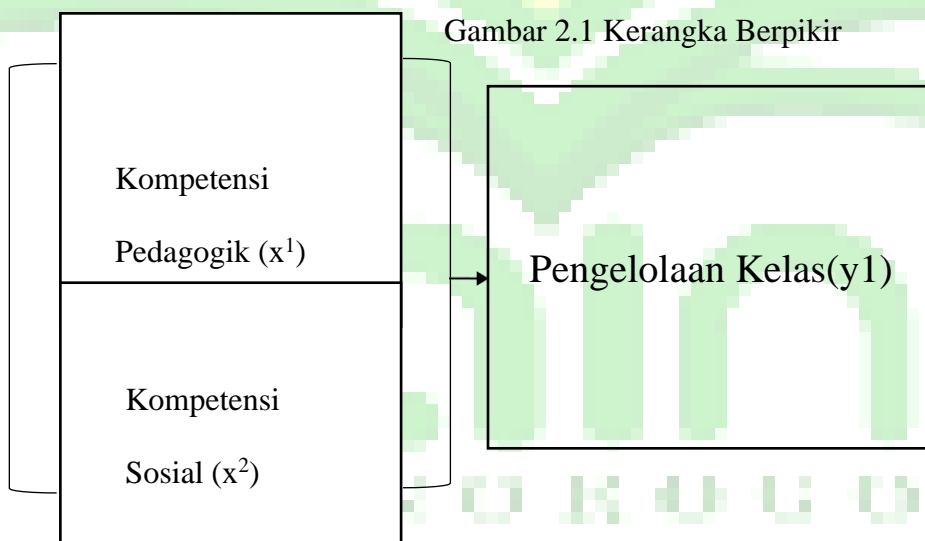 Gambar 2.1 Kerangka Berpikir
Kompetensi
Pedagogik (x¹)
Pengelolaan Kelas(y1)
Kompetensi
Sosial (x²)